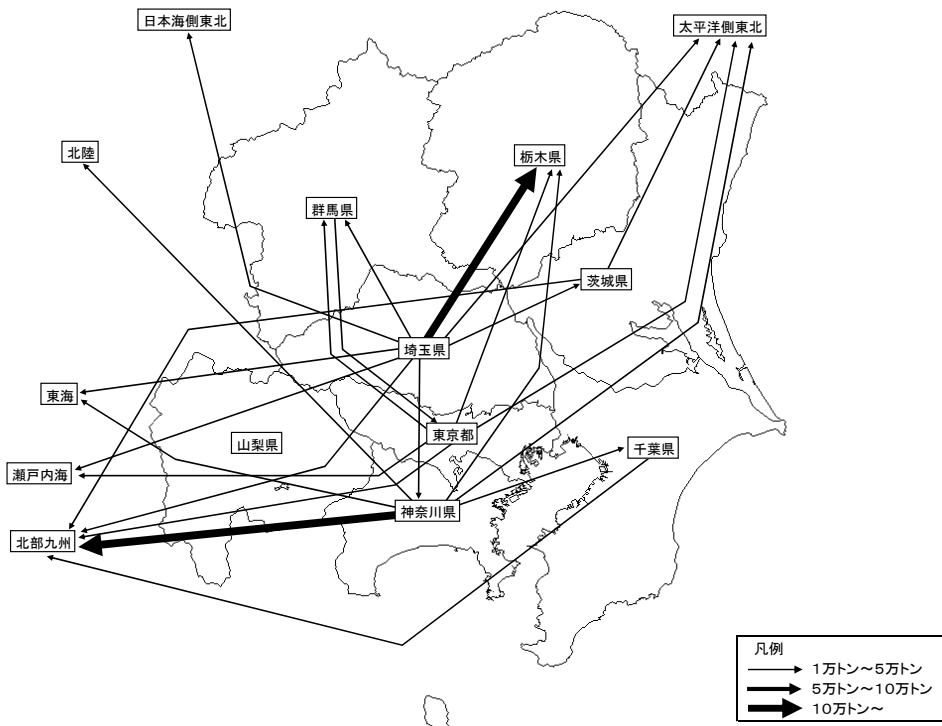 日本海側東北
太平洋側東北
北陸
栃木県
群馬県
茨城県
埼玉県
東海
東京都
山梨県
千葉県
瀬戸内海
神奈川県
北部九州
凡例
1万トン～5万トン
5万トン～10万トン
10万トン～